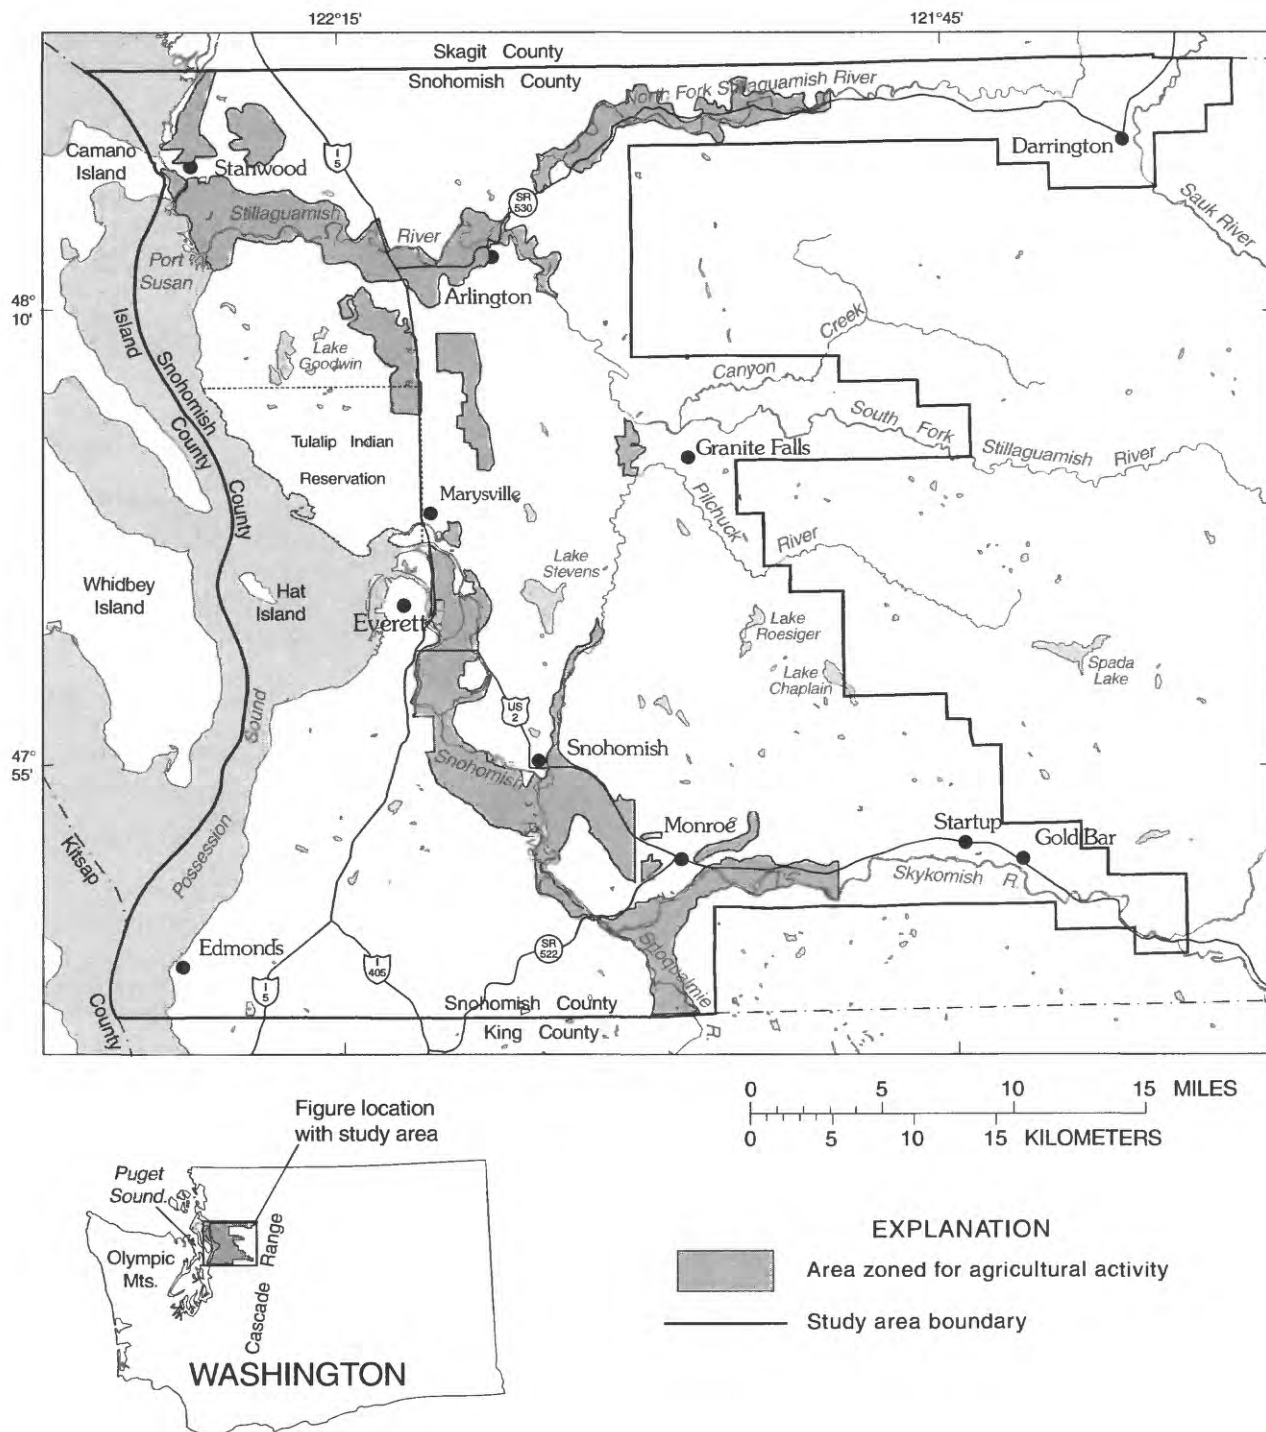 122°15'
121°45'
Skagit County
Snohomish County
North Fork Stillaguamish River
Camano
Island
Stanwood
I
5
Darrington
SR
530
Stillaguamish
River
Sauk River
Port
Susan
Arlington
48°
10'
Island
County
Snohomish
County
Lake
Goodwin
Creek
Canyon
South Fork
Stillaguamish River
Tulalip Indian
Reservation
Granite Falls
Marysville
Pilchuck
River
Lake
Stevens
Whidbey
Island
Hat
Island
Everett
Lake
Roesiger
Lake
Chaplain
Spada
Lake
US
2
Snohomish
47°
55'
Possession
Sound
Snohomish
River
Monroe
Startup
Gold Bar
Kitsap
County
Skykomish R.
Edmonds
SR
522
I
5
I
405
Snoqualmie
R.
Snohomish County
King County
0 5 10 15 MILES
0 5 10 15 KILOMETERS
Figure location
with study area
Puget
Sound
Olympic
Mts.
Cascade Range
WASHINGTON
EXPLANATION
Area zoned for agricultural activity
Study area boundary